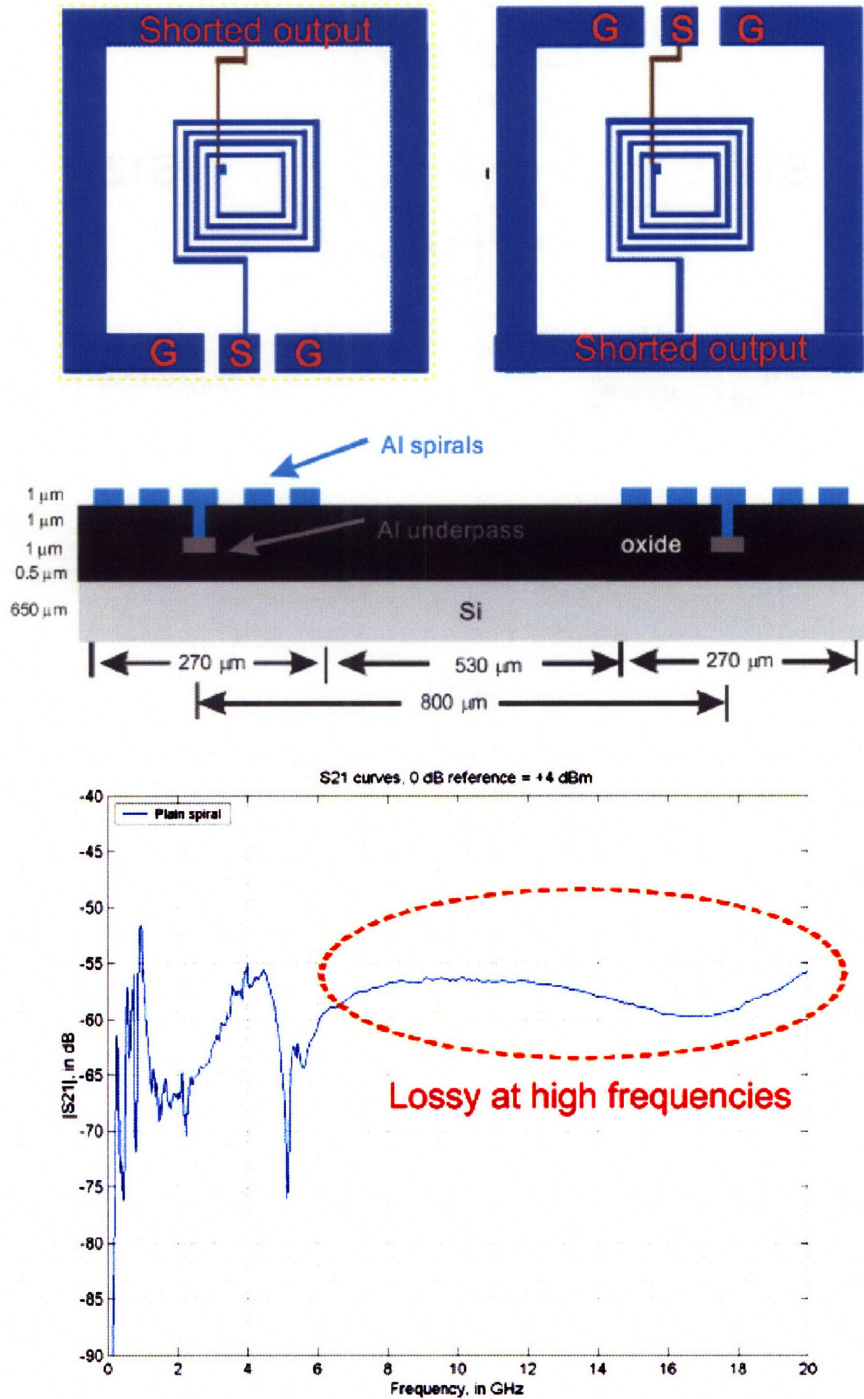 Shorted output
G S G
G S G
Shorted output
Al spirals
1 μm
1 μm
Al underpass
1 μm
oxide
0.5 μm
650 μm
Si
270 μm
530 μm
270 μm
800 μm
S21 curves, 0 dB reference = +4 dBm
Plain spiral
|S21|, in dB
-40
-45
-50
-55
-60
-65
-70
-75
-80
-85
-90
Lossy at high frequencies
0 2 4 6 8 10 12 14 16 18 20
Frequency, in GHz